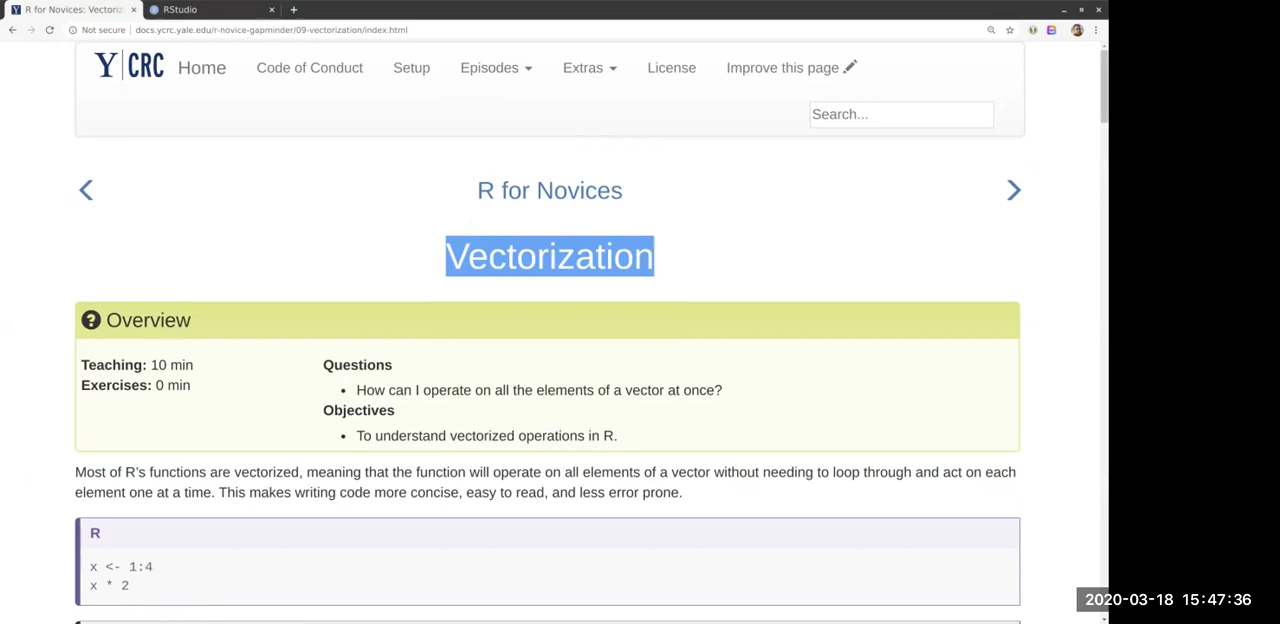 R for Novices: Vectoriz
RStudio
Not secure | docs.ycrc.yale.edu/r-novice-gapminder/09-vectorization/index.html
Y|CRC Home Code of Conduct Setup Episodes Extras License Improve this page
Search...
R for Novices
Vectorization
Overview
Teaching: 10 min
Exercises: 0 min
Questions
• How can I operate on all the elements of a vector at once?
Objectives
• To understand vectorized operations in R.
Most of R's functions are vectorized, meaning that the function will operate on all elements of a vector without needing to loop through and act on each
element one at a time. This makes writing code more concise, easy to read, and less error prone.
R
x <- 1:4
x * 2
2020-03-18 15:47:36